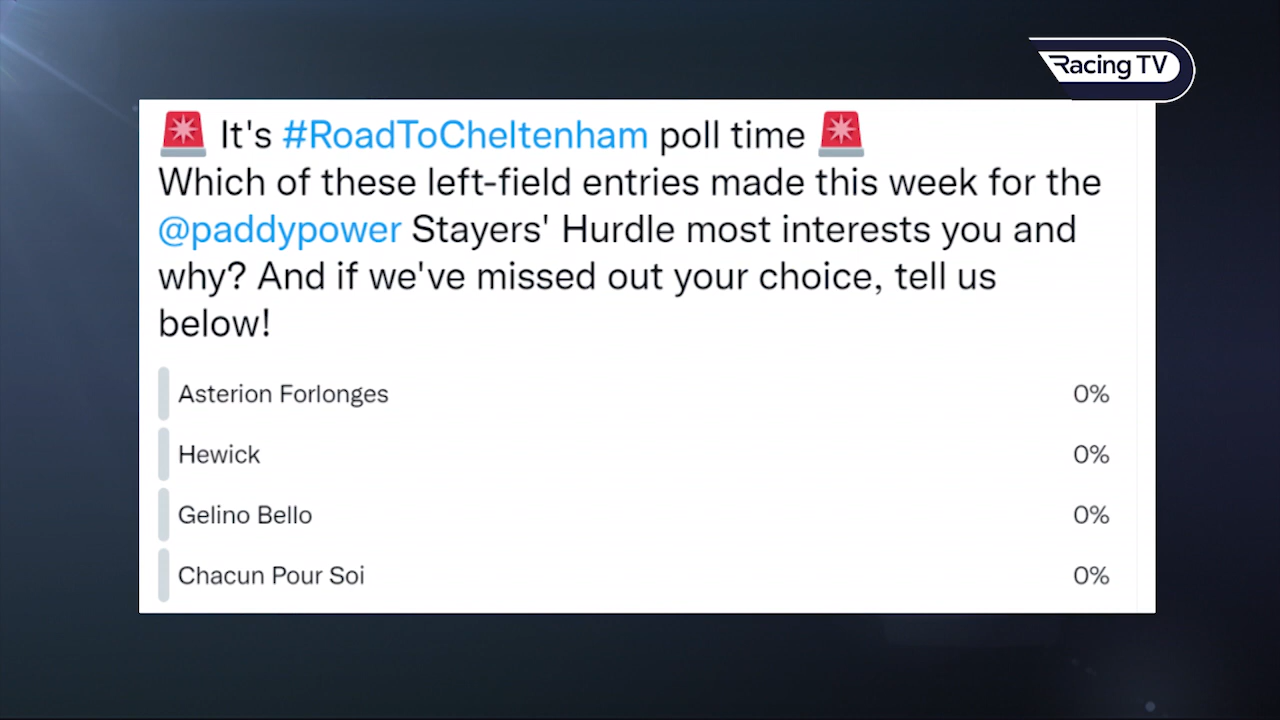 Racing TV
🚨 It's #RoadToCheltenham poll time 🚨
Which of these left-field entries made this week for the
@paddypower Stayers' Hurdle most interests you and
why? And if we've missed out your choice, tell us
below!
Asterion Forlonges 0%
Hewick 0%
Gelino Bello 0%
Chacun Pour Soi 0%